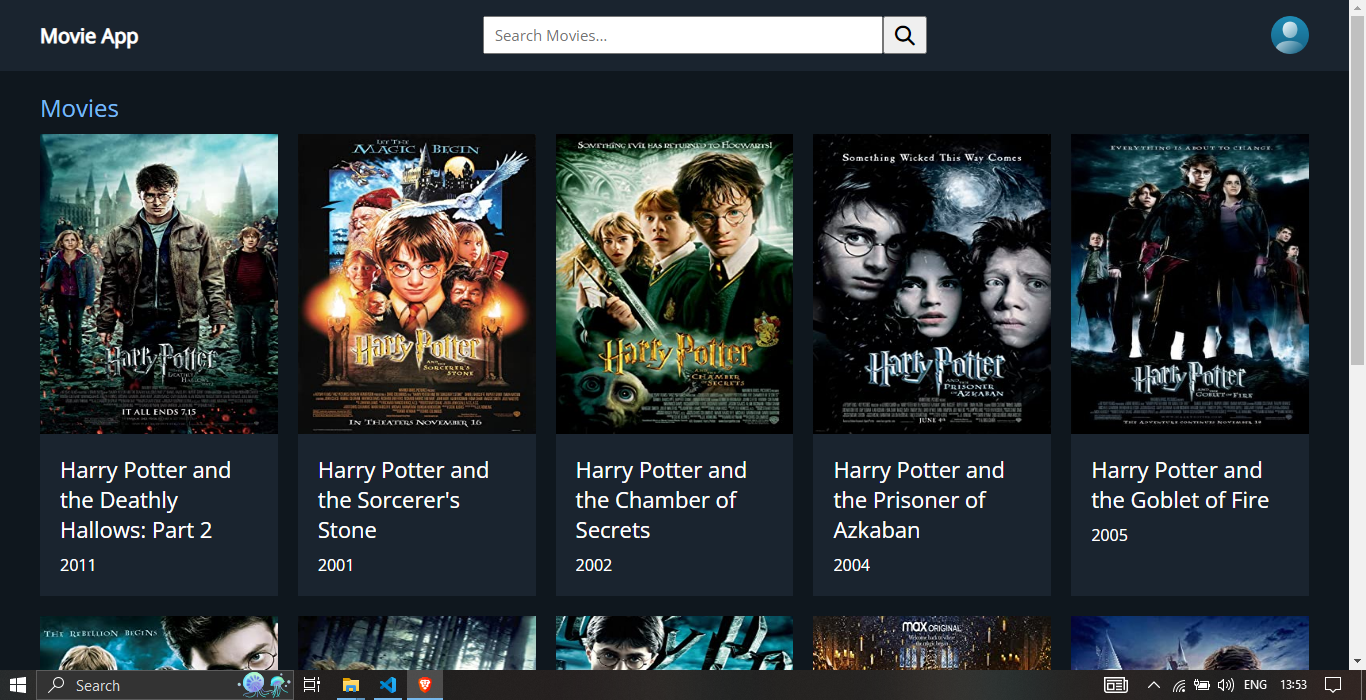 Movie App
Search Movies...
Movies
IT ALL ENDS 7.15
Harry Potter
LET THE
MAGIC BEGIN
Harry Potter
AND THE
SORCERER'S
STONE
IN THEATERS NOVEMBER 16
SOMETHING EVIL HAS RETURNED TO HOGWARTS!
Harry Potter
AND THE
CHAMBER OF
SECRETS
Something Wicked This Way Comes
Harry Potter
AND THE
PRISONER OF
AZKABAN
JUNE 4TH
EVERYTHING IS ABOUT TO CHANGE.
Harry Potter
AND THE
GOBLET OF FIRE
Harry Potter and
the Deathly
Hallows: Part 2
2011
Harry Potter and
the Sorcerer's
Stone
2001
Harry Potter and
the Chamber of
Secrets
2002
Harry Potter and
the Prisoner of
Azkaban
2004
Harry Potter and
the Goblet of Fire
2005
THE REBELLION BEGINS
max ORIGINAL
Search
ENG
13:53